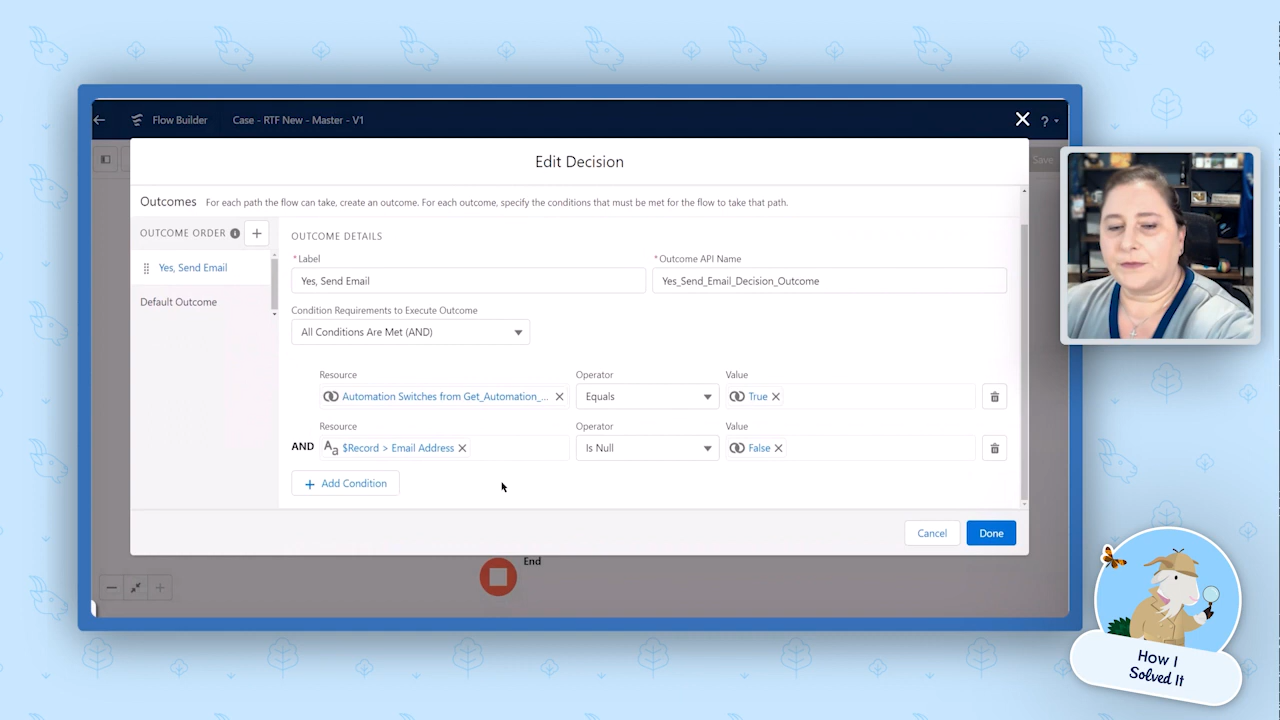 Flow Builder
Case - RTF New - Master - V1
?
Save
Edit Decision
Outcomes For each path the flow can take, create an outcome. For each outcome, specify the conditions that must be met for the flow to take that path.
OUTCOME ORDER
Yes, Send Email
Default Outcome
OUTCOME DETAILS
*Label
*Outcome API Name
Yes, Send Email
Yes_Send_Email_Decision_Outcome
Condition Requirements to Execute Outcome
All Conditions Are Met (AND)
Resource Operator Value
Automation Switches from Get_Automation_... Equals True
Resource Operator Value
AND Aa $Record > Email Address Is Null False
+ Add Condition
Cancel Done
End
How I
Solved It